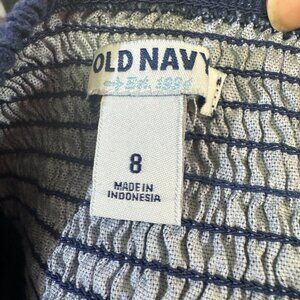 OLD NAVY
Est. 1994
8
MADE IN
INDONESIA